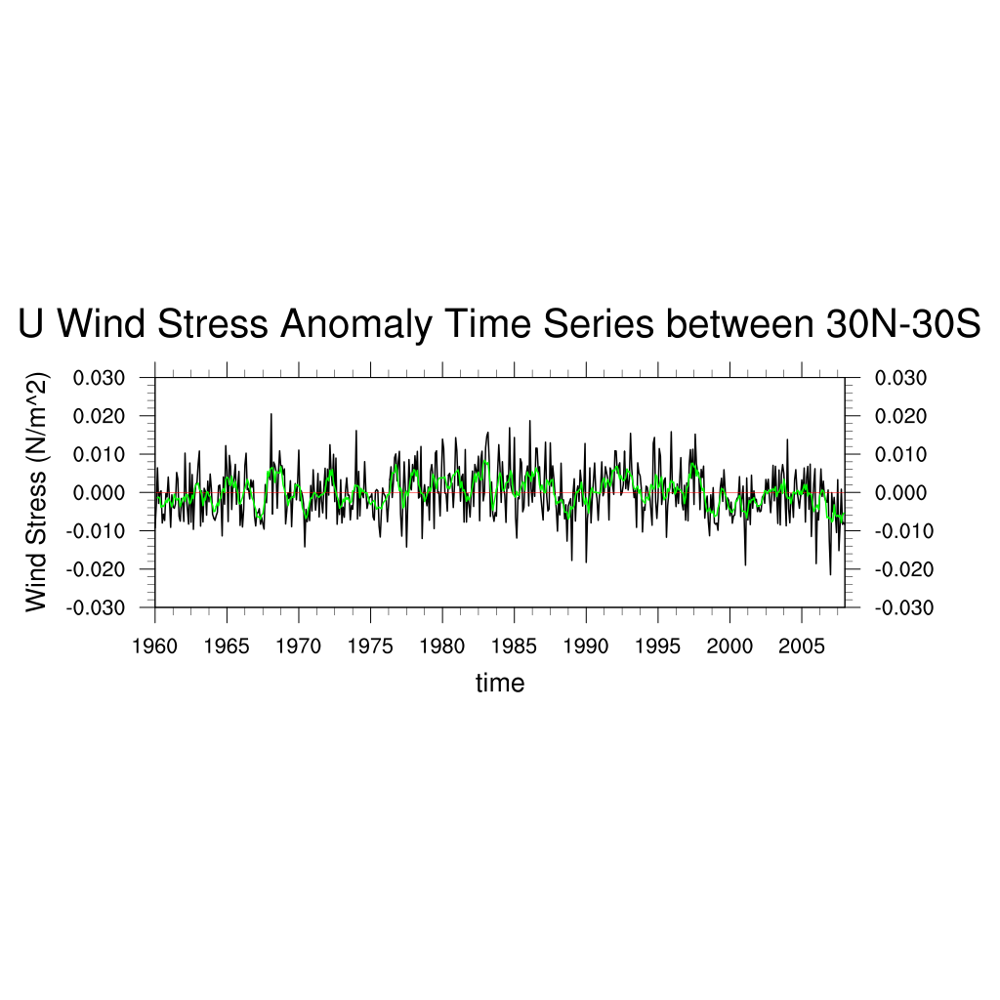 U Wind Stress Anomaly Time Series between 30N-30S
Wind Stress (N/m^2)
0.030 0.030
0.020 0.020
0.010 0.010
0.000 0.000
-0.010 -0.010
-0.020 -0.020
-0.030 -0.030
1960 1965 1970 1975 1980 1985 1990 1995 2000 2005
time